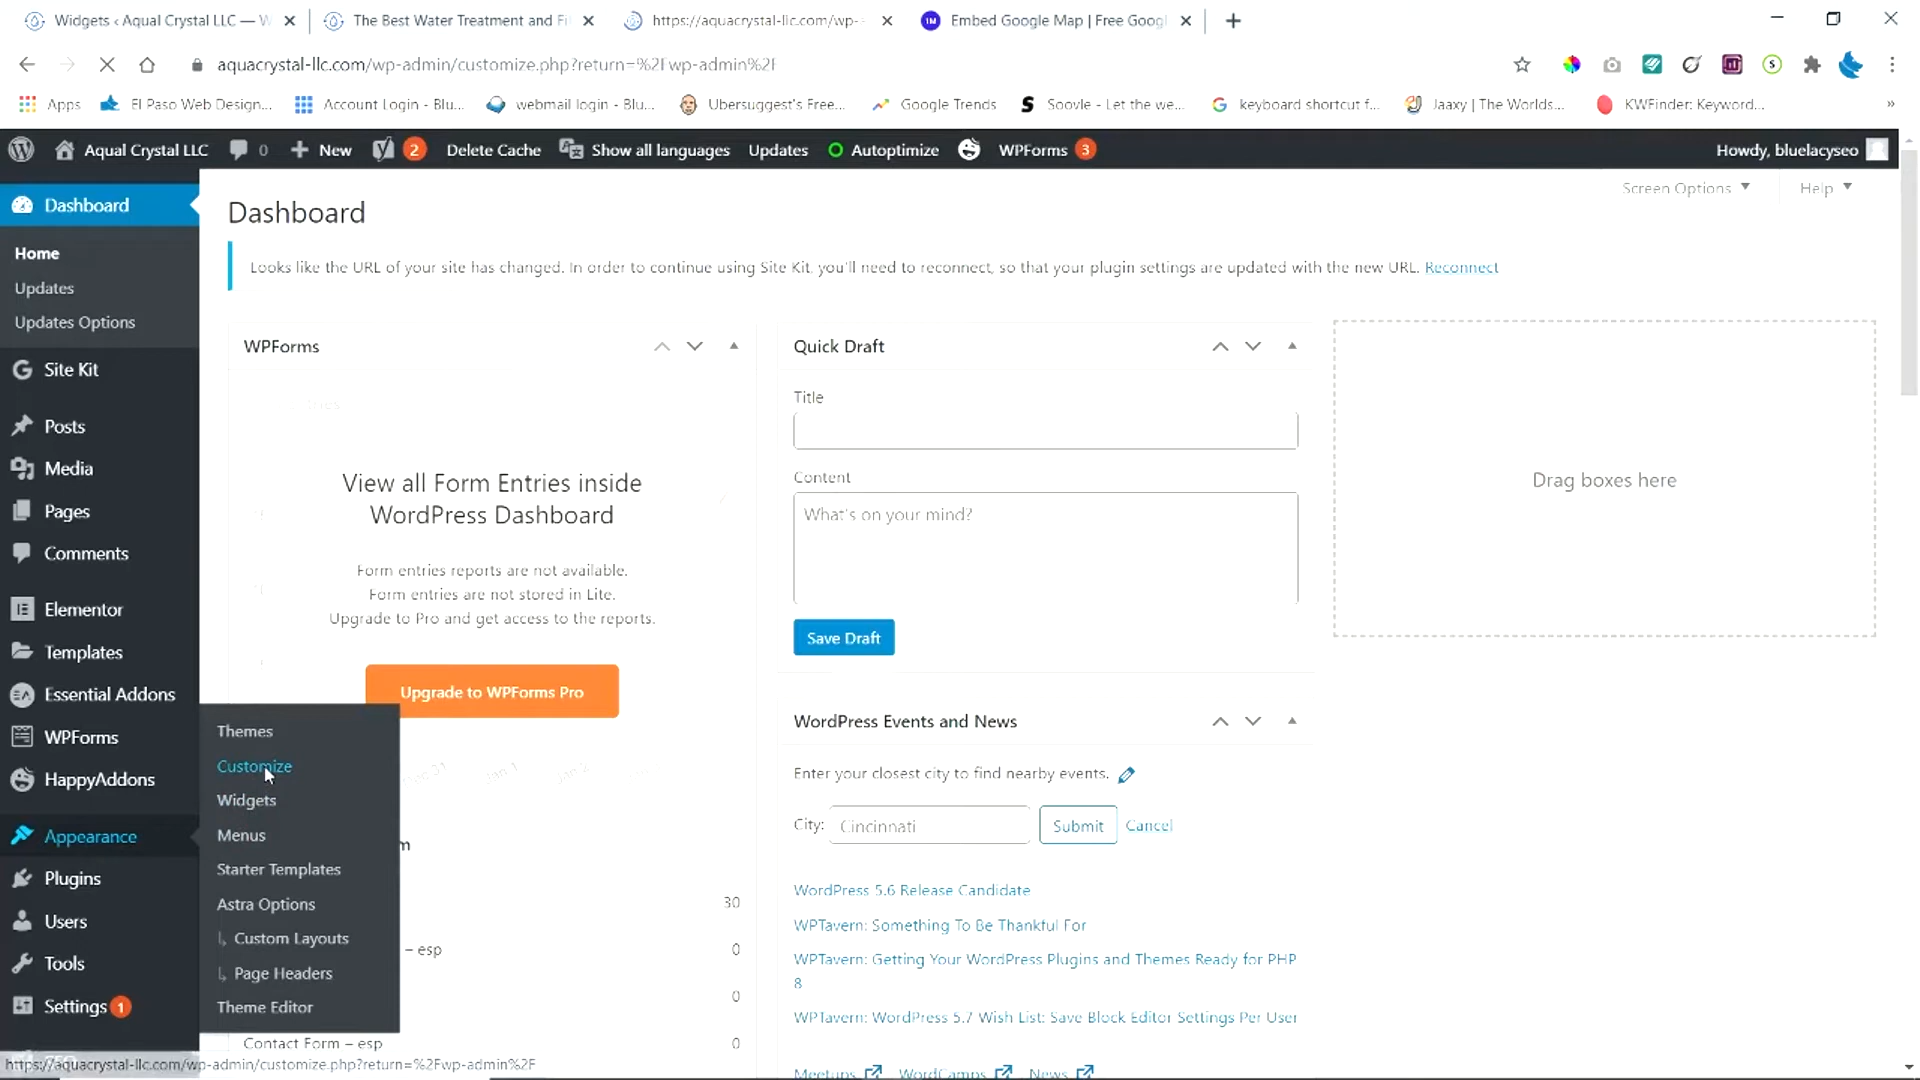 Widgets ‹ Aqual Crystal LLC — W
The Best Water Treatment and Fi
https://aquacrystal-llc.com/wp-
Embed Google Map | Free Googl
aquacrystal-llc.com/wp-admin/customize.php?return=%2Fwp-admin%2F
Apps
El Paso Web Design...
Account Login - Blu...
webmail login - Blu...
Ubersuggest's Free...
Google Trends
Soovle - Let the we...
keyboard shortcut f...
Jaaxy | The Worlds...
KWFinder: Keyword...
»
Aqual Crystal LLC
0
New
2
Delete Cache
Show all languages
Updates
Autoptimize
WPForms 3
Howdy, bluelacyseo
Screen Options
Help
Dashboard
Home
Updates
Updates Options
Site Kit
Posts
Media
Pages
Comments
Elementor
Templates
Essential Addons
WPForms
HappyAddons
Appearance
Plugins
Users
Tools
Settings 1
SEO
Themes
Customize
Widgets
Menus
Starter Templates
Astra Options
Custom Layouts
Page Headers
Theme Editor
Dashboard
Looks like the URL of your site has changed. In order to continue using Site Kit, you'll need to reconnect, so that your plugin settings are updated with the new URL. Reconnect
WPForms
View all Form Entries inside
WordPress Dashboard
Form entries reports are not available.
Form entries are not stored in Lite.
Upgrade to Pro and get access to the reports.
Upgrade to WPForms Pro
Jan 1
m
30
– esp
0
0
Contact Form – esp
0
Quick Draft
Title
Content
What's on your mind?
Save Draft
WordPress Events and News
Enter your closest city to find nearby events.
City:
Cincinnati
Submit
Cancel
WordPress 5.6 Release Candidate
WPTavern: Something To Be Thankful For
WPTavern: Getting Your WordPress Plugins and Themes Ready for PHP
8
WPTavern: WordPress 5.7 Wish List: Save Block Editor Settings Per User
Meetups
WordCamps
News
Drag boxes here
https://aquacrystal-llc.com/wp-admin/customize.php?return=%2Fwp-admin%2F